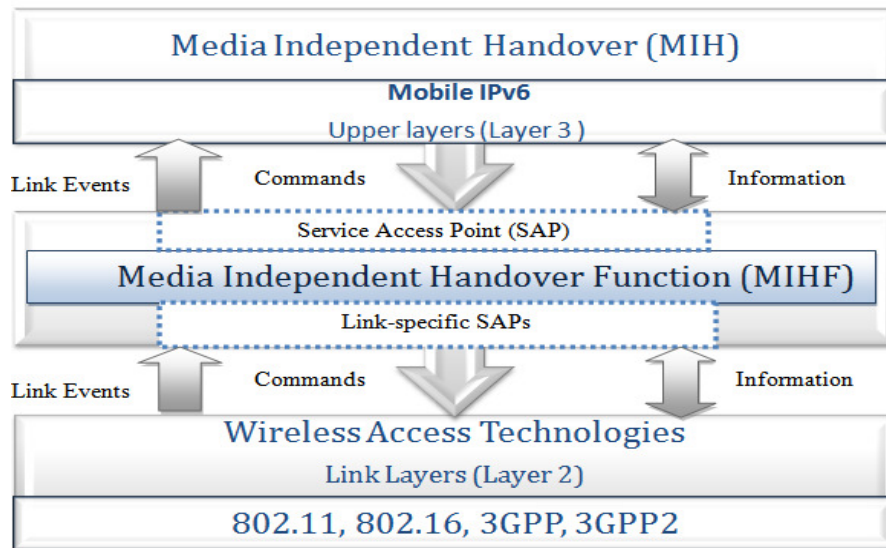 Media Independent Handover (MIH)
Mobile IPv6
Upper layers (Layer 3 )
Link Events
Commands
Information
Service Access Point (SAP)
Media Independent Handover Function (MIHF)
Link-specific SAPs
Link Events
Commands
Information
Wireless Access Technologies
Link Layers (Layer 2)
802.11, 802.16, 3GPP, 3GPP2